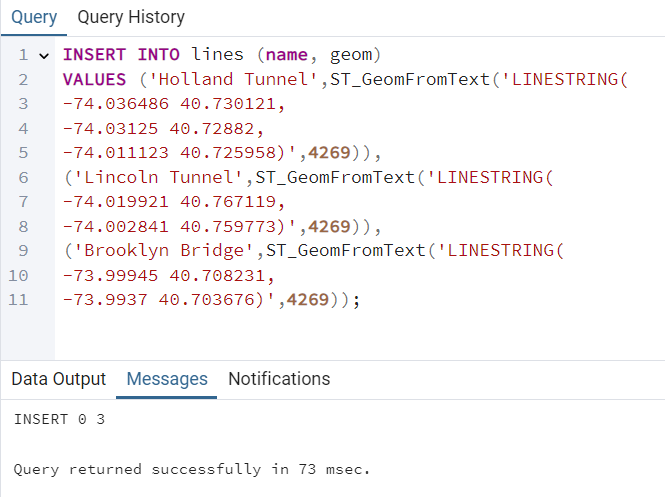 Query Query History
1 INSERT INTO lines (name, geom)
2 VALUES ('Holland Tunnel',ST_GeomFromText('LINESTRING(
3 -74.036486 40.730121,
4 -74.03125 40.72882,
5 -74.011123 40.725958)',4269)),
6 ('Lincoln Tunnel',ST_GeomFromText('LINESTRING(
7 -74.019921 40.767119,
8 -74.002841 40.759773)',4269)),
9 ('Brooklyn Bridge',ST_GeomFromText('LINESTRING(
10 -73.99945 40.708231,
11 -73.9937 40.703676)',4269));
Data Output Messages Notifications
INSERT 0 3
Query returned successfully in 73 msec.